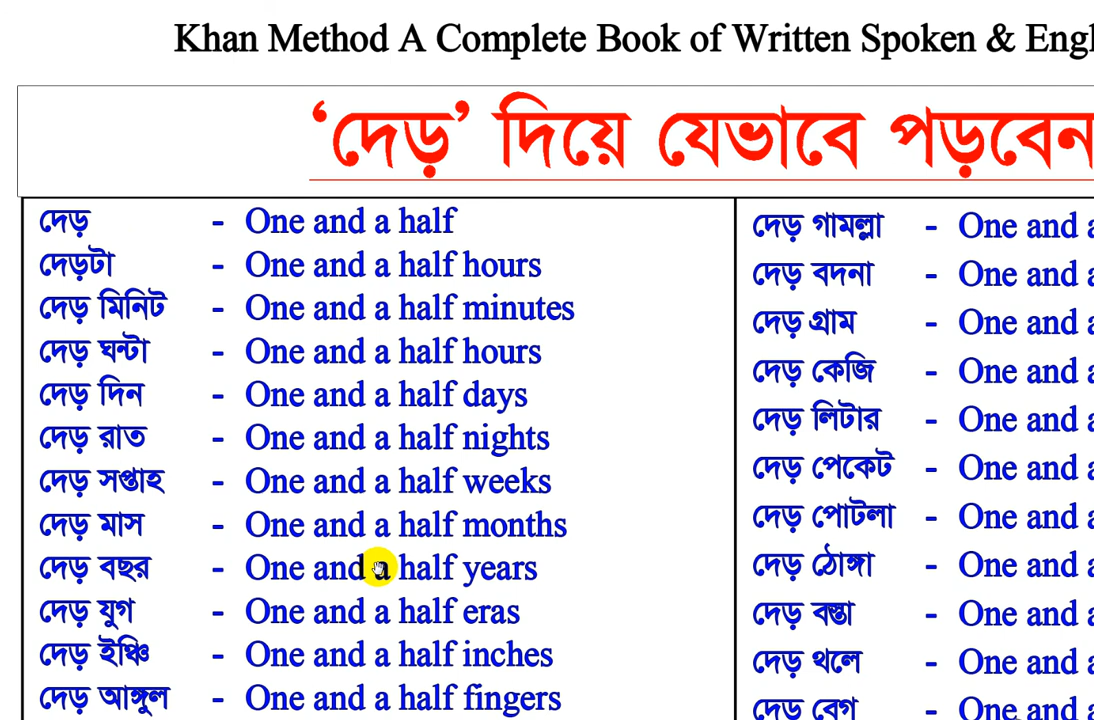 Khan Method A Complete Book of Written Spoken & Engl
‘দেড়’ দিয়ে যেভাবে পড়বেন
দেড় - One and a half
দেড়টা - One and a half hours
দেড় মিনিট - One and a half minutes
দেড় ঘন্টা - One and a half hours
দেড় দিন - One and a half days
দেড় রাত - One and a half nights
দেড় সপ্তাহ - One and a half weeks
দেড় মাস - One and a half months
দেড় বছর - One and a half years
দেড় যুগ - One and a half eras
দেড় ইঞ্চি - One and a half inches
দেড় আঙ্গুল - One and a half fingers
দেড় গামল্লা - One and a
দেড় বদনা - One and a
দেড় গ্রাম - One and a
দেড় কেজি - One and a
দেড় লিটার - One and a
দেড় পেকেট - One and a
দেড় পোটলা - One and a
দেড় ঠোঙ্গা - One and a
দেড় বস্তা - One and a
দেড় থলে - One and a
দেড় বেগ - One and a